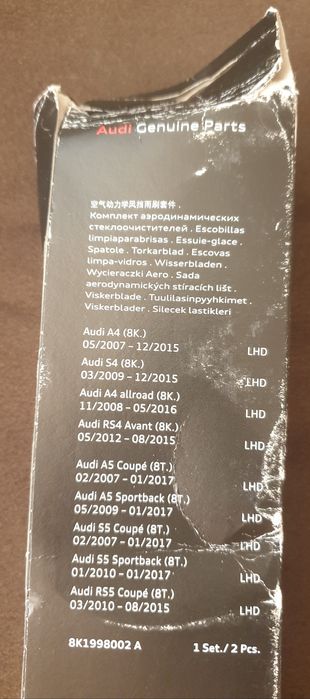 Audi Genuine Parts
空气动力学风挡雨刷套件 .
Комплект аэродинамических
стеклоочистителей . Escobillas
limpiaparabrisas . Essuie-glace .
Spatole . Torkarblad . Escovas
limpa-vidros . Wisserbladen .
Wycieraczki Aero . Sada
aerodynamických stíracích lišt .
Viskerblade . Tuulilasinpyyhkimet .
Viskerblader . Silecek lastikleri
Audi A4 (8K.)
05/2007 - 12/2015 LHD
Audi S4 (8K.)
03/2009 - 12/2015 LHD
Audi A4 allroad (8K.)
11/2008 - 05/2016 LHD
Audi RS4 Avant (8K.)
05/2012 - 08/2015 LHD
Audi A5 Coupé (8T.)
02/2007 - 01/2017 LHD
Audi A5 Sportback (8T.)
05/2009 - 01/2017 LHD
Audi S5 Coupé (8T.)
02/2007 - 01/2017 LHD
Audi S5 Sportback (8T.)
01/2010 - 01/2017 LHD
Audi RS5 Coupé (8T.)
03/2010 - 08/2015 LHD
8K1998002 A 1 Set./ 2 Pcs.